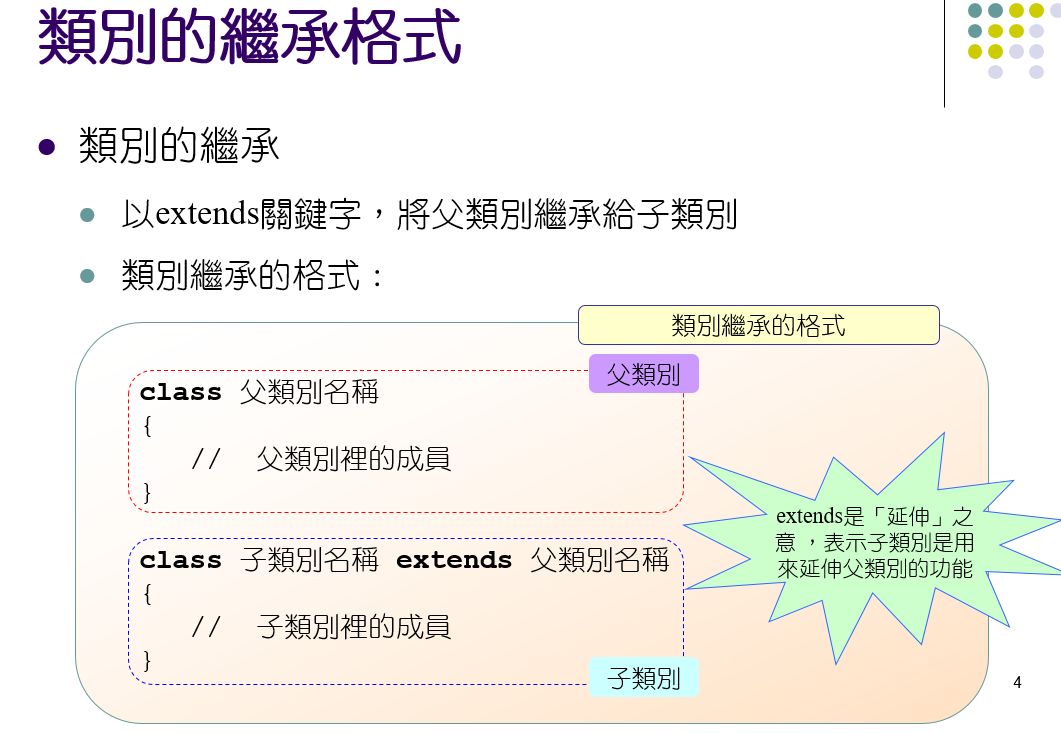 類別的繼承格式
類別的繼承
以extends關鍵字，將父類別繼承給子類別
類別繼承的格式：
類別繼承的格式
父類別
class 父類別名稱
{
// 父類別裡的成員
}
class 子類別名稱 extends 父類別名稱
{
// 子類別裡的成員
}
子類別
extends是「延伸」之
意 ，表示子類別是用
來延伸父類別的功能
4